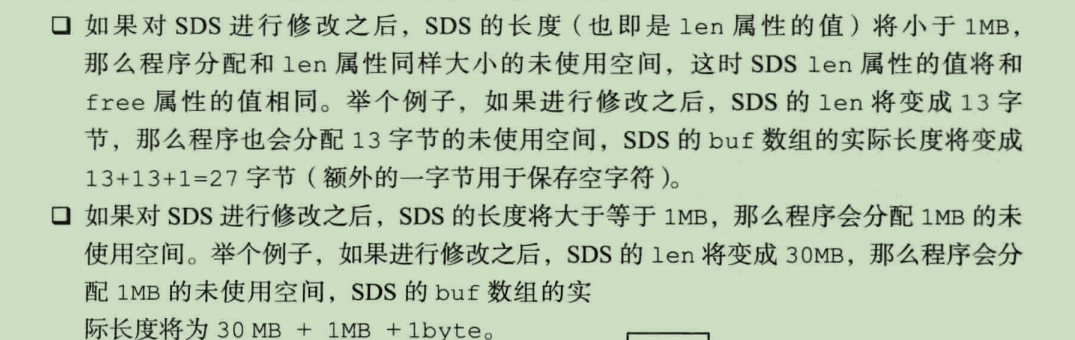 ❑ 如果对 SDS 进行修改之后，SDS 的长度（也即是 len 属性的值）将小于 1MB，
那么程序分配和 len 属性同样大小的未使用空间，这时 SDS len 属性的值将和
free 属性的值相同。举个例子，如果进行修改之后，SDS 的 len 将变成 13 字
节，那么程序也会分配 13 字节的未使用空间，SDS 的 buf 数组的实际长度将变成
13+13+1=27 字节（额外的一字节用于保存空字符）。
❑ 如果对 SDS 进行修改之后，SDS 的长度将大于等于 1MB，那么程序会分配 1MB 的未
使用空间。举个例子，如果进行修改之后，SDS 的 len 将变成 30MB，那么程序会分
配 1MB 的未使用空间，SDS 的 buf 数组的实
际长度将为 30 MB + 1MB +1byte。